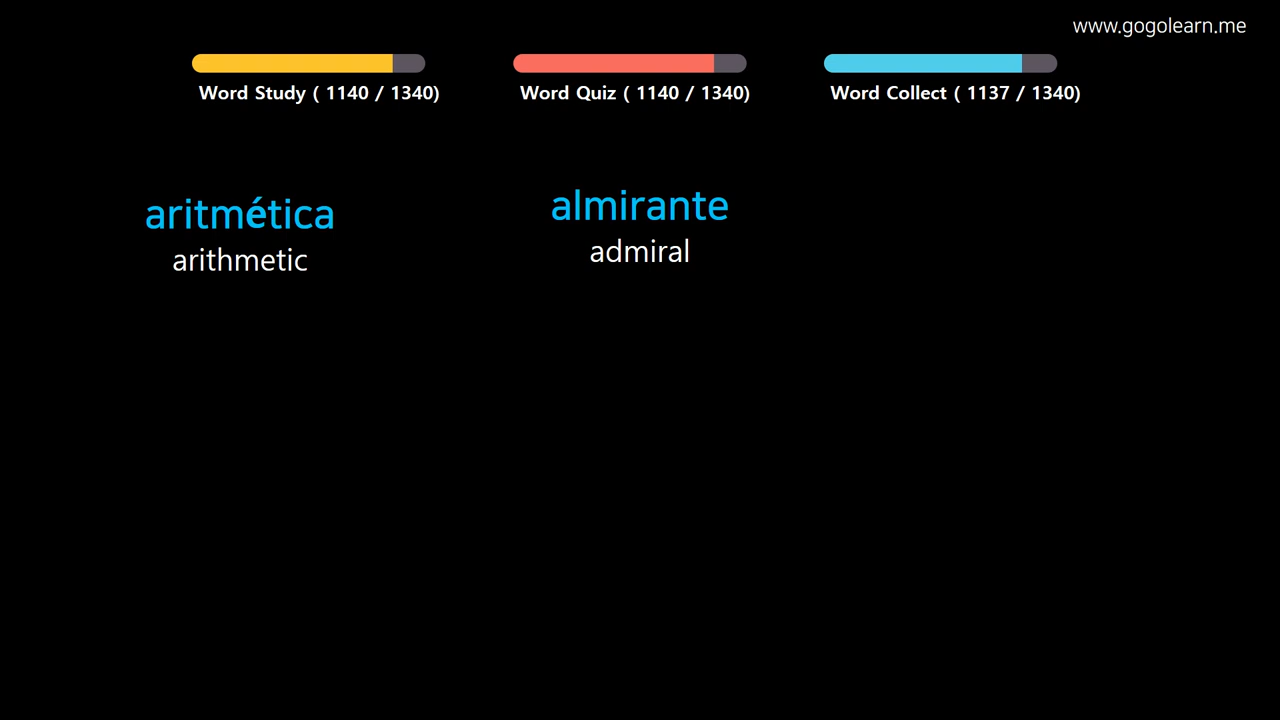 www.gogolearn.me
Word Study ( 1140 / 1340)
Word Quiz ( 1140 / 1340)
Word Collect ( 1137 / 1340)
aritmética
arithmetic
almirante
admiral